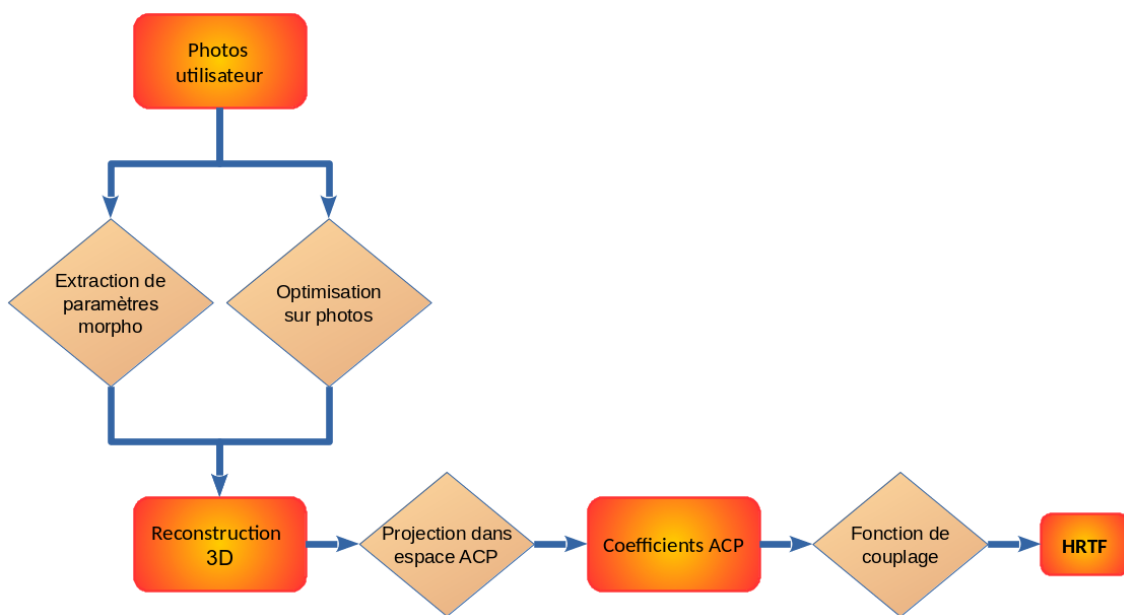 Photos
utilisateur
Extraction de
paramètres
morpho
Optimisation
sur photos
Reconstruction
3D
Projection dans
espace ACP
Coefficients ACP
Fonction de
couplage
HRTF